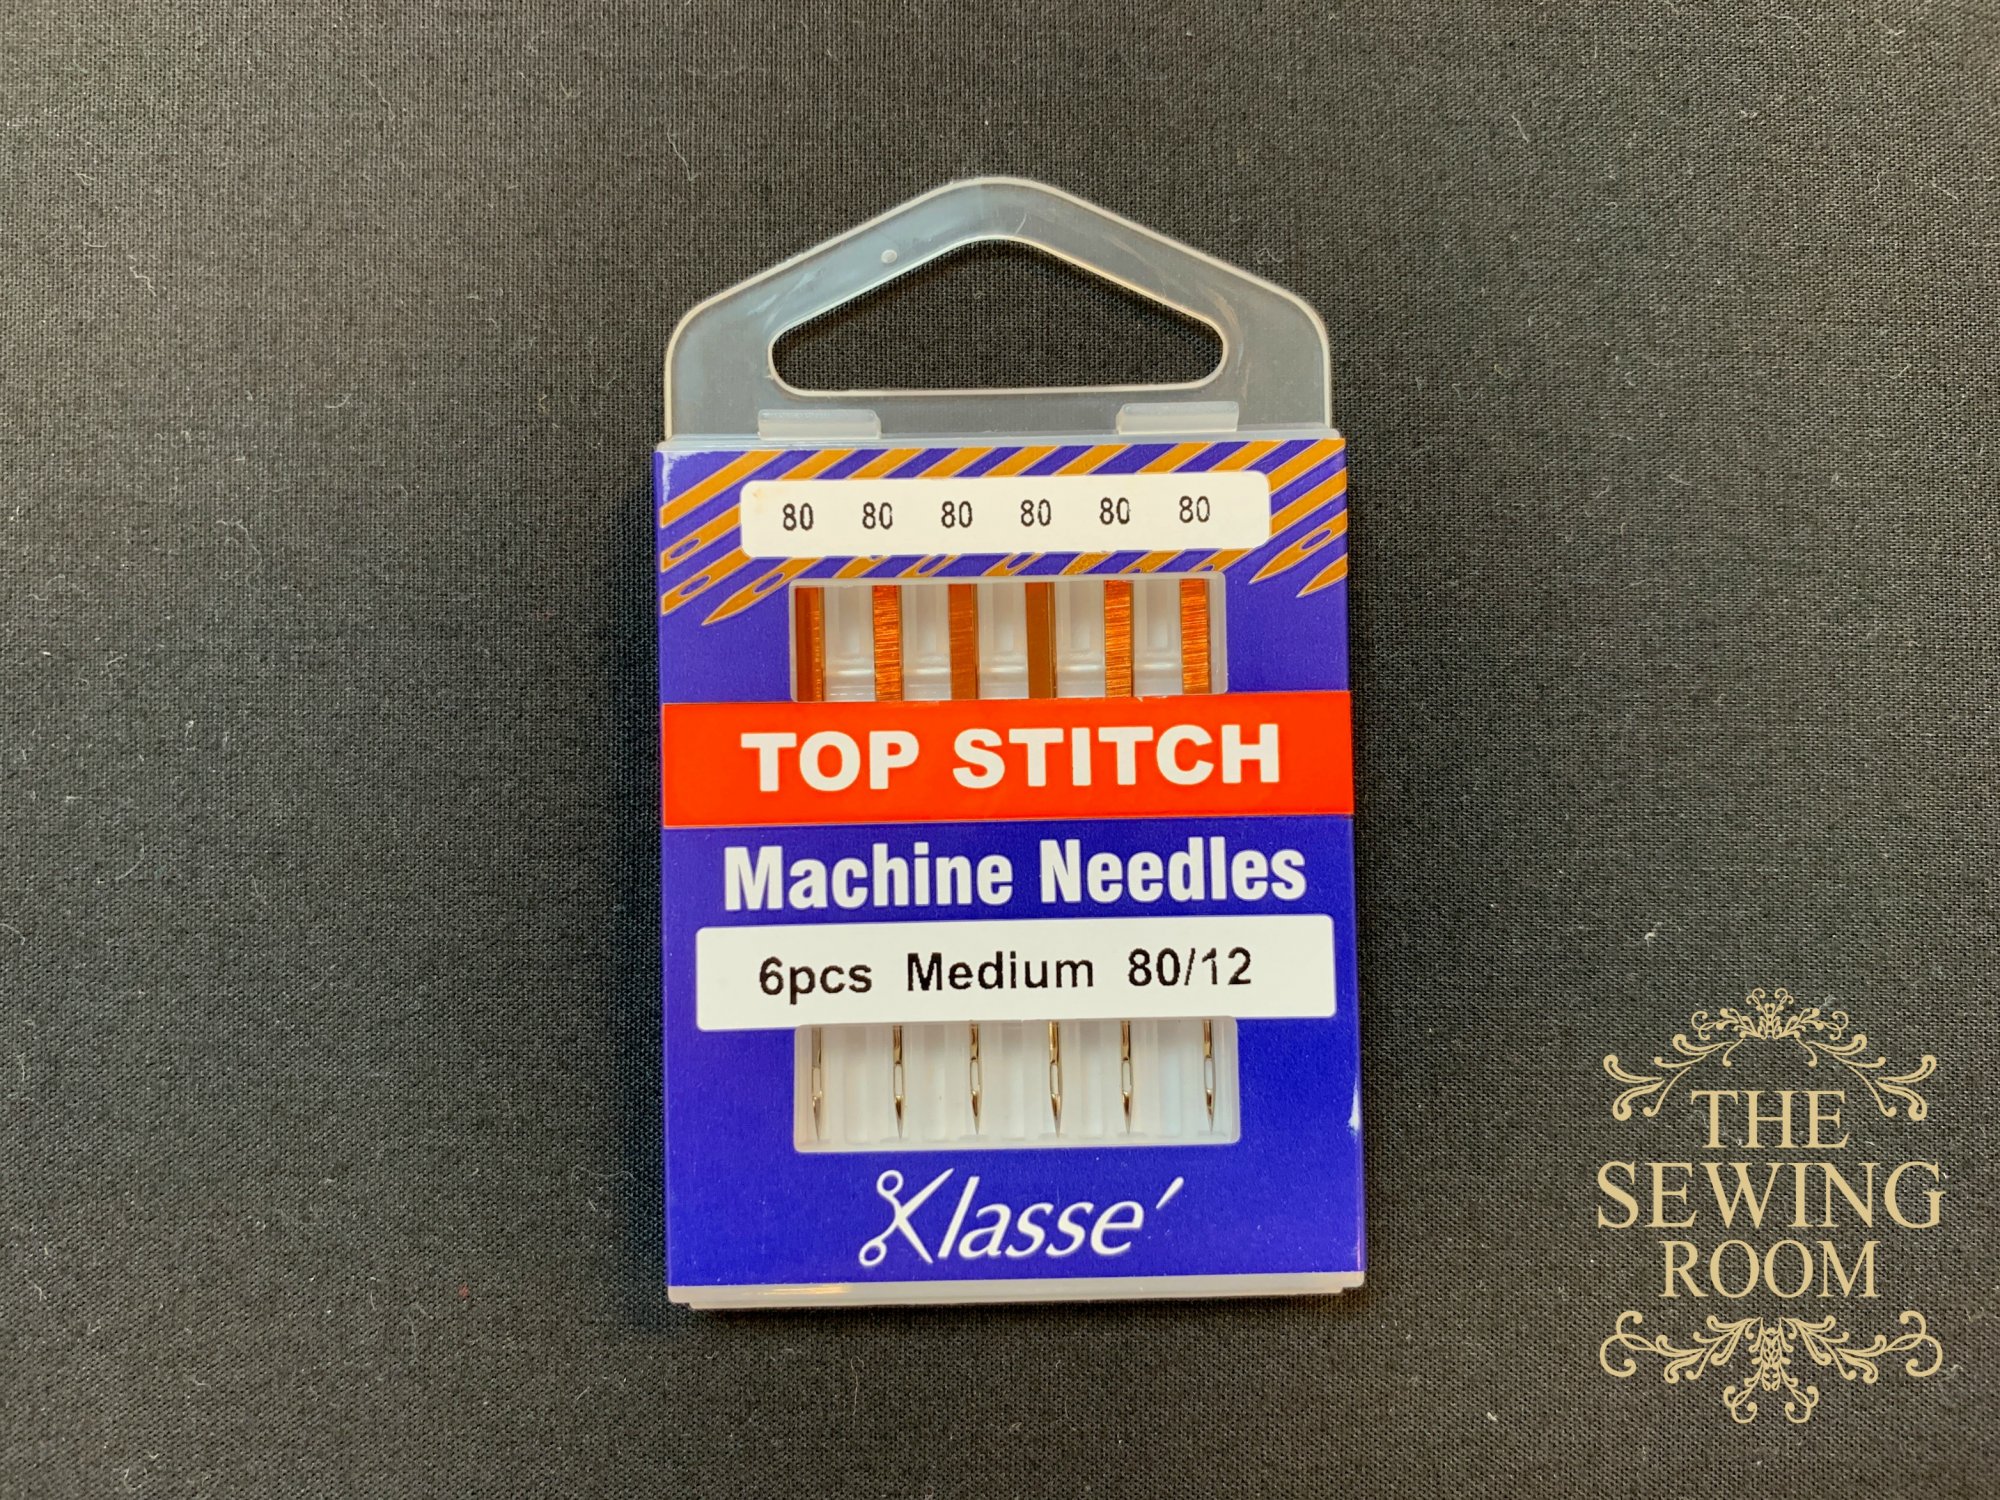 80 80 80 80 80 80
TOP STITCH
Machine Needles
6pcs Medium 80/12
Klasse´
THE
SEWING
ROOM